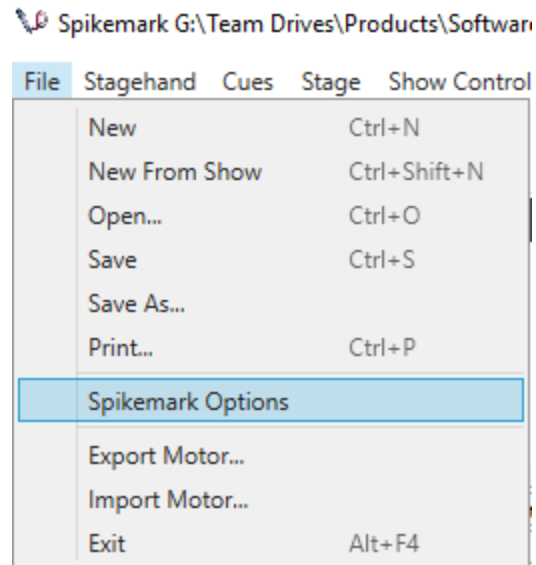 Spikemark G:\Team Drives\Products\Software
File Stagehand Cues Stage Show Control
New Ctrl+N
New From Show Ctrl+Shift+N
Open... Ctrl+O
Save Ctrl+S
Save As...
Print... Ctrl+P
Spikemark Options
Export Motor...
Import Motor...
Exit Alt+F4